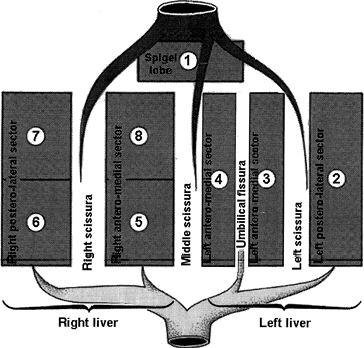 Spigel
lobe
1
7
8
4
3
2
6
5
Right postero-lateral sector
Right scissura
Right antero-medial sector
Middle scissura
Left antero-medial sector
Umbilical fissura
Left antero-medial sector
Left scissura
Left postero-lateral sector
Right liver
Left liver